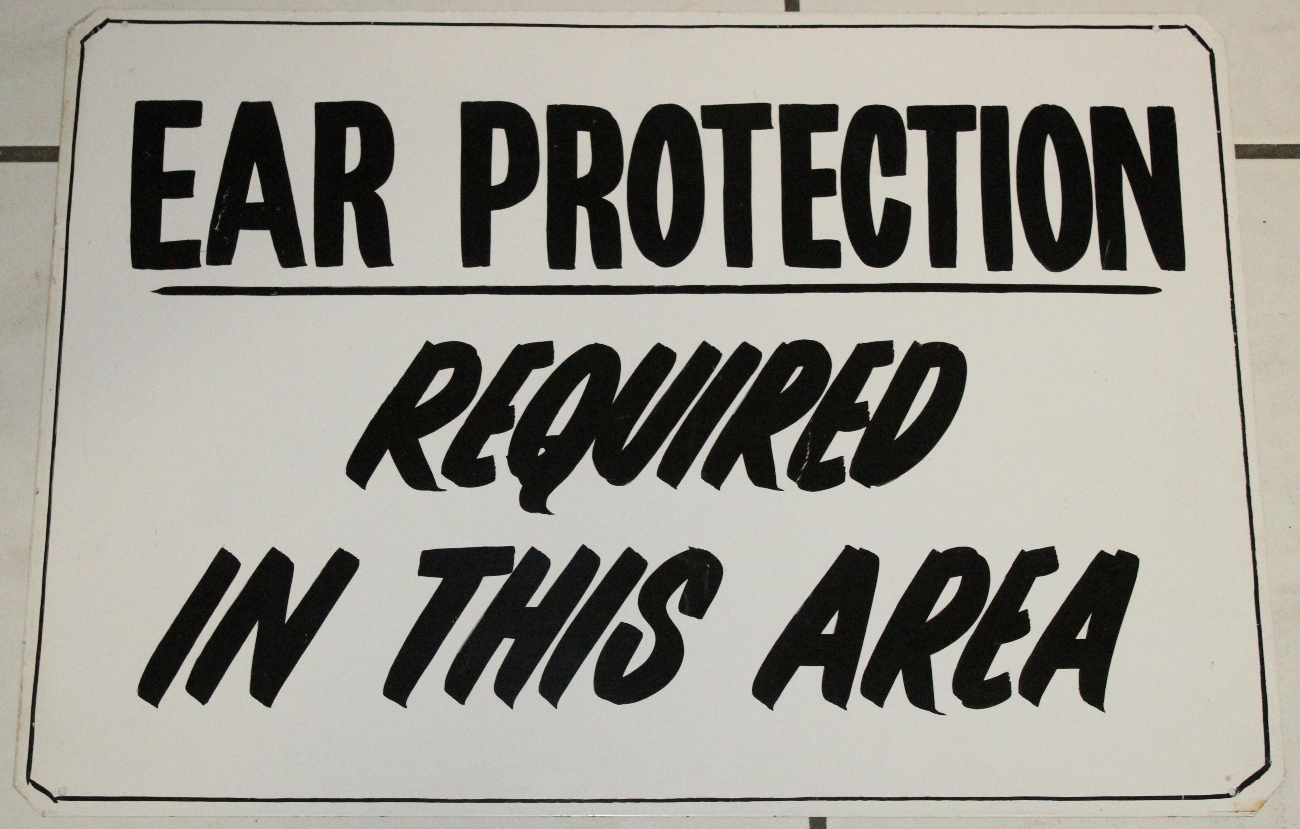 EAR PROTECTION
REQUIRED
IN THIS AREA